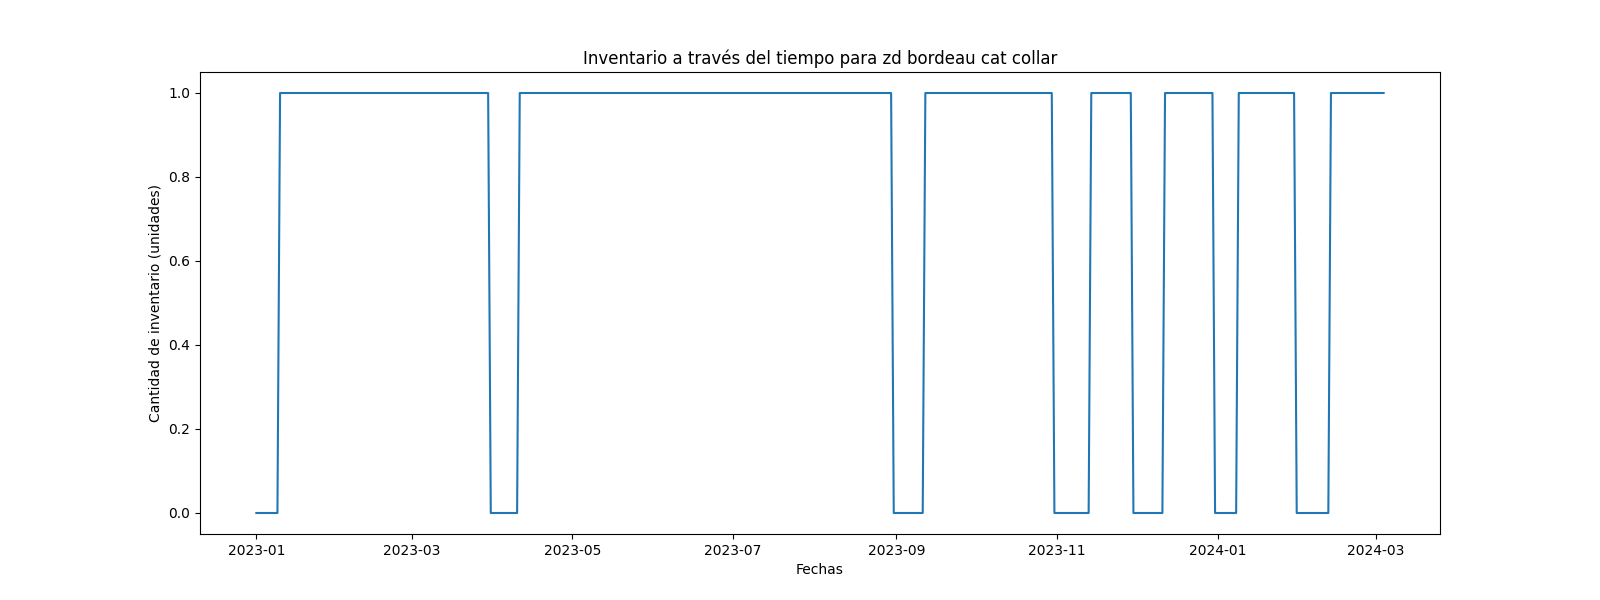 Inventario a través del tiempo para zd bordeau cat collar
Cantidad de inventario (unidades)
1.0
0.8
0.6
0.4
0.2
0.0
2023-01 2023-03 2023-05 2023-07 2023-09 2023-11 2024-01 2024-03
Fechas